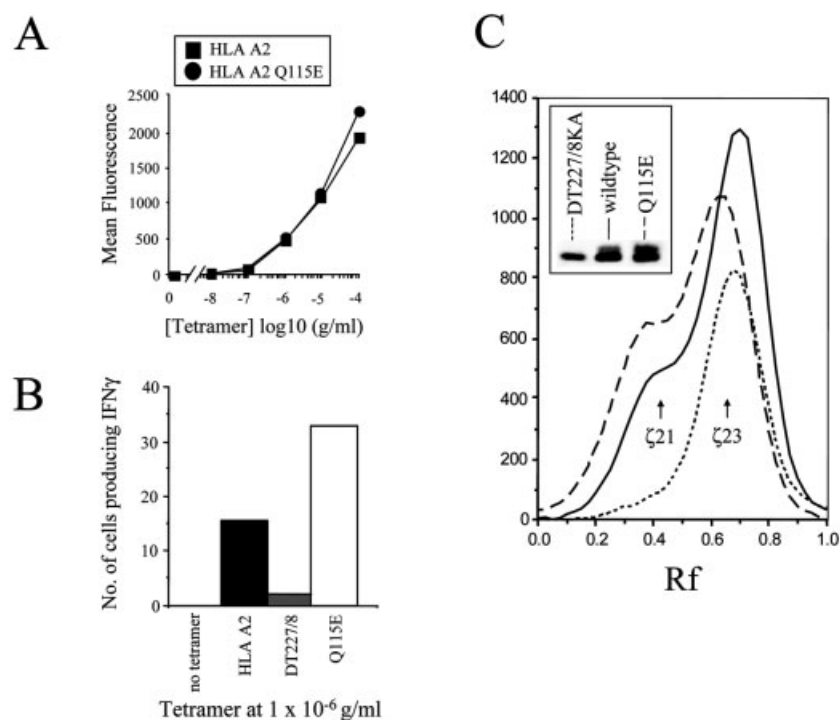 A
HLA A2
HLA A2 Q115E
Mean Fluorescence
2500
2000
1500
1000
500
0
0 -8 -7 -6 -5 -4
[Tetramer] log10 (g/ml)
B
No. of cells producing IFNγ
40
30
20
10
0
no tetramer
HLA A2
DT227/8
Q115E
Tetramer at 1 x 10-6 g/ml
C
1400
1200
1000
800
600
400
200
0
DT227/8KA
wildtype
Q115E
ζ21
ζ23
0.0 0.2 0.4 0.6 0.8 1.0
Rf